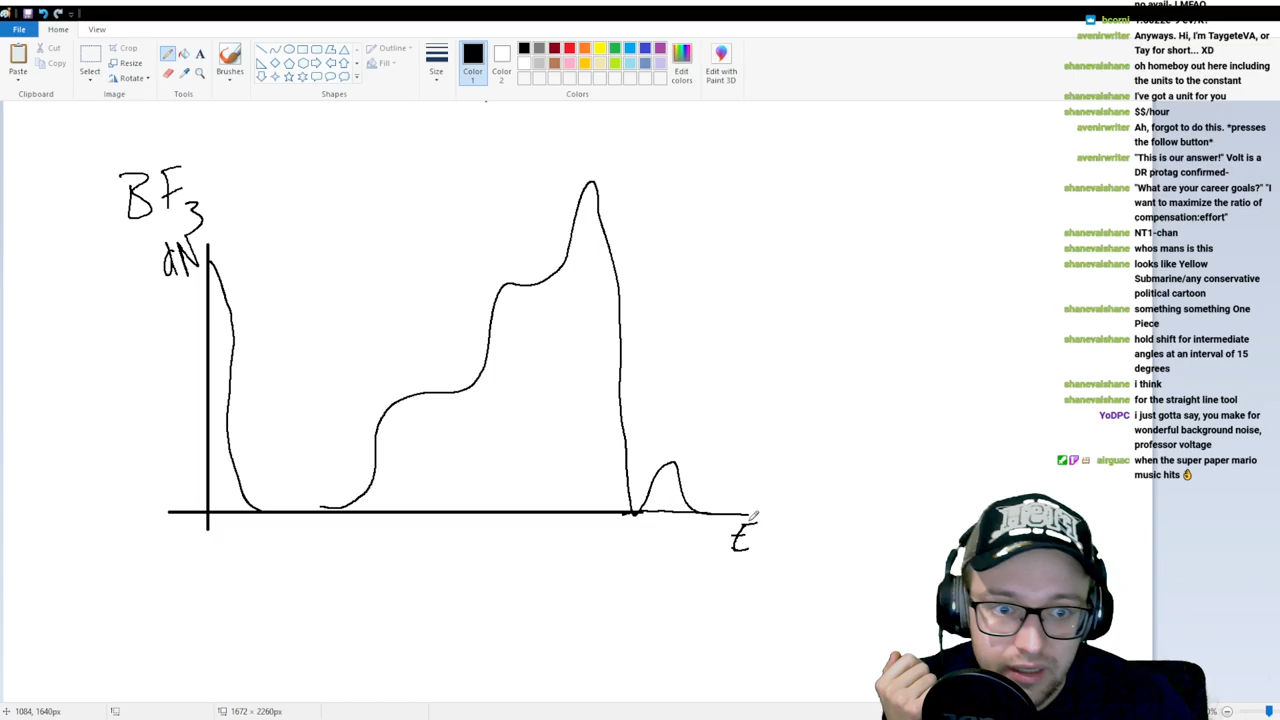 File
Home
View
Paste
Cut
Copy
Clipboard
Select
Crop
Resize
Rotate
Image
Tools
Brushes
Shapes
Outline
Fill
Size
Color 1
Color 2
Colors
Edit colors
Edit with Paint 3D
BF3
dN
E
no avail- LMFAO
bcorni
avenirwriter Anyways. Hi, I'm TaygeteVA, or
Tay for short... XD
shanevalshane oh homeboy out here including
the units to the constant
shanevalshane I've got a unit for you
shanevalshane $$/hour
avenirwriter Ah, forgot to do this. *presses
the follow button*
avenirwriter "This is our answer!" Volt is a
DR protag confirmed-
shanevalshane "What are your career goals?" "I
want to maximize the ratio of
compensation:effort"
shanevalshane NT1-chan
shanevalshane whos mans is this
shanevalshane looks like Yellow
Submarine/any conservative
political cartoon
shanevalshane something something One
Piece
shanevalshane hold shift for intermediate
angles at an interval of 15
degrees
shanevalshane i think
shanevalshane for the straight line tool
YoDPC i just gotta say, you make for
wonderful background noise,
professor voltage
airguac when the super paper mario
music hits 👌
1084, 1640px
1672 × 2260px